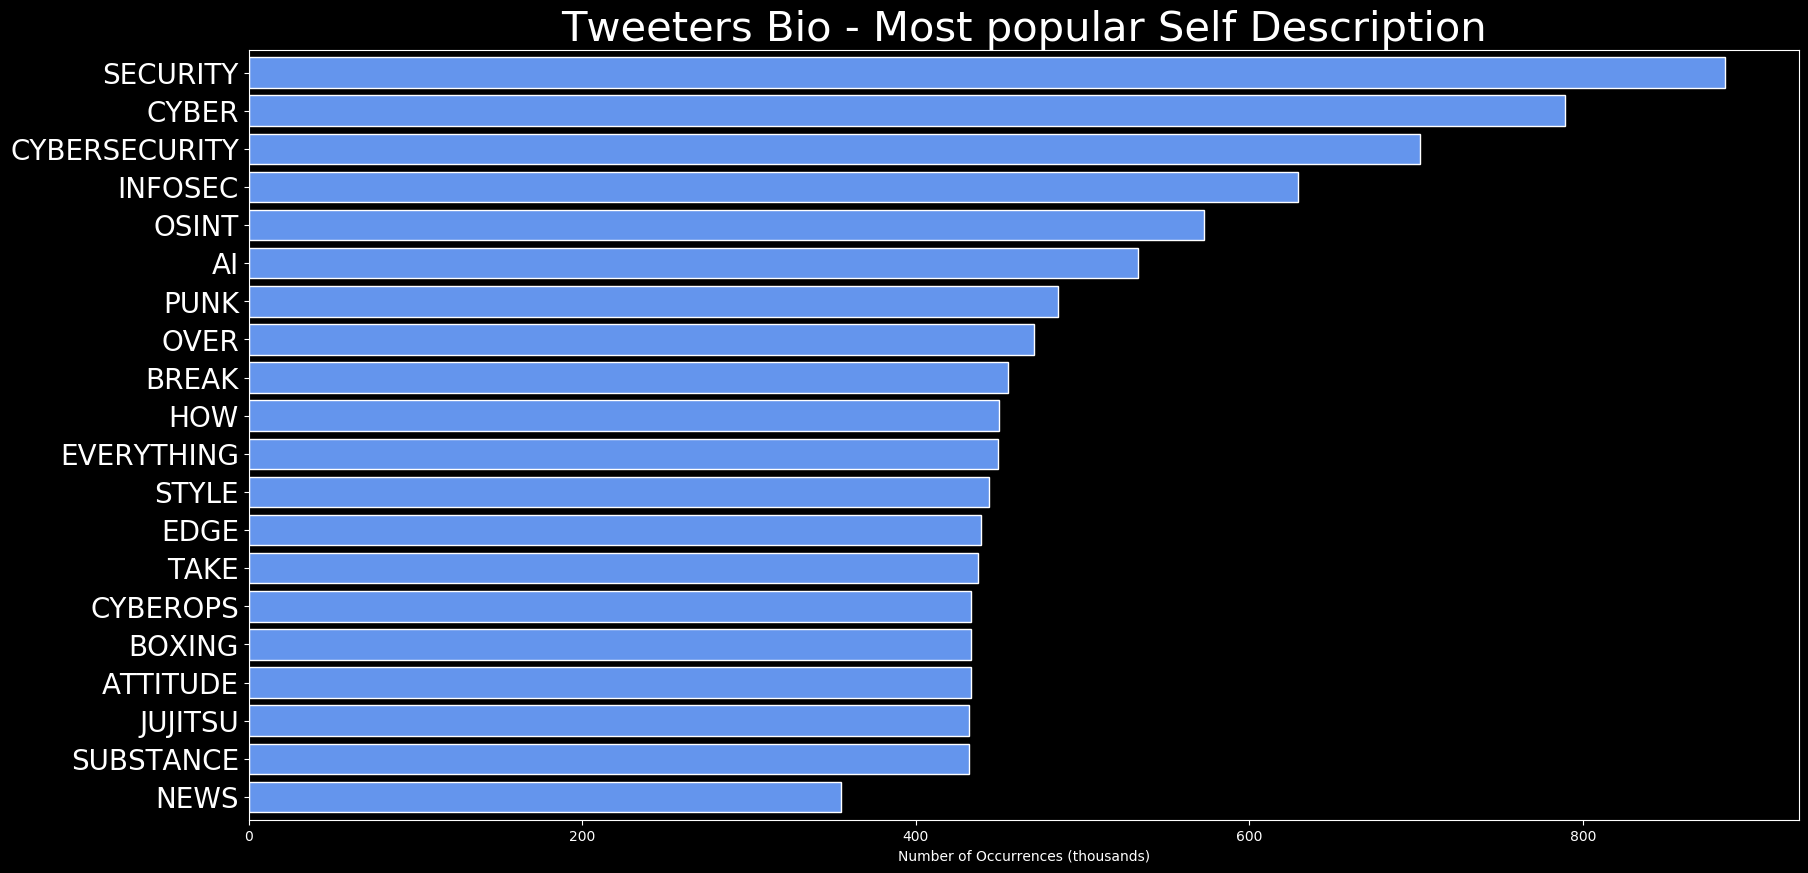 Tweeters Bio - Most popular Self Description
SECURITY
CYBER
CYBERSECURITY
INFOSEC
OSINT
AI
PUNK
OVER
BREAK
HOW
EVERYTHING
STYLE
EDGE
TAKE
CYBEROPS
BOXING
ATTITUDE
JUJITSU
SUBSTANCE
NEWS
0 200 400 600 800
Number of Occurrences (thousands)